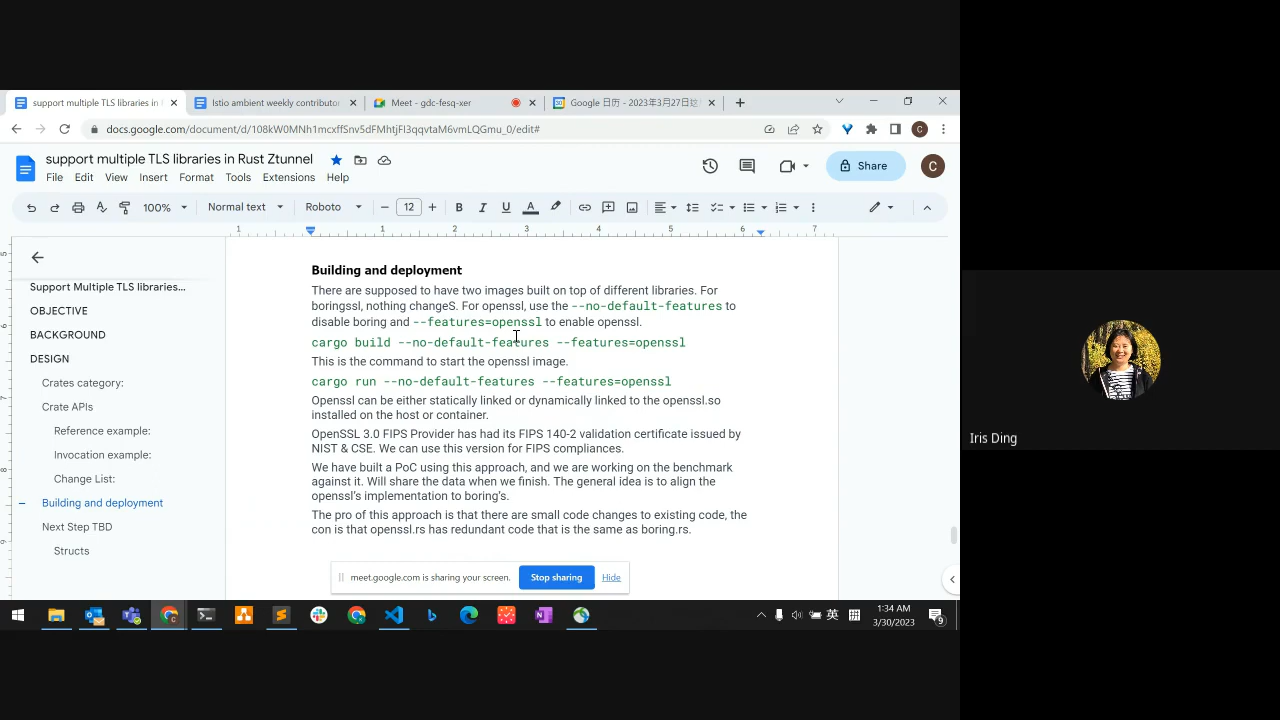 support multiple TLS libraries in
Istio ambient weekly contributor
Meet - gdc-fesq-xer
Google 日历 - 2023年3月27日这
docs.google.com/document/d/108kW0MNh1mcxffSnv5dFMhtjFl3qqvtaM6vmLQGmu_0/edit#
support multiple TLS libraries in Rust Ztunnel
File Edit View Insert Format Tools Extensions Help
Share
C
100% Normal text Roboto 12
1 1 2 3 4 5 6 7
Support Multiple TLS libraries...
OBJECTIVE
BACKGROUND
DESIGN
Crates category:
Crate APIs
Reference example:
Invocation example:
Change List:
Building and deployment
Next Step TBD
Structs
Building and deployment
There are supposed to have two images built on top of different libraries. For
boringssl, nothing changeS. For openssl, use the --no-default-features to
disable boring and --features=openssl to enable openssl.
cargo build --no-default-features --features=openssl
This is the command to start the openssl image.
cargo run --no-default-features --features=openssl
Openssl can be either statically linked or dynamically linked to the openssl.so
installed on the host or container.
OpenSSL 3.0 FIPS Provider has had its FIPS 140-2 validation certificate issued by
NIST & CSE. We can use this version for FIPS compliances.
We have built a PoC using this approach, and we are working on the benchmark
against it. Will share the data when we finish. The general idea is to align the
openssl's implementation to boring's.
The pro of this approach is that there are small code changes to existing code, the
con is that openssl.rs has redundant code that is the same as boring.rs.
meet.google.com is sharing your screen. Stop sharing Hide
英
1:34 AM
3/30/2023
9
Iris Ding